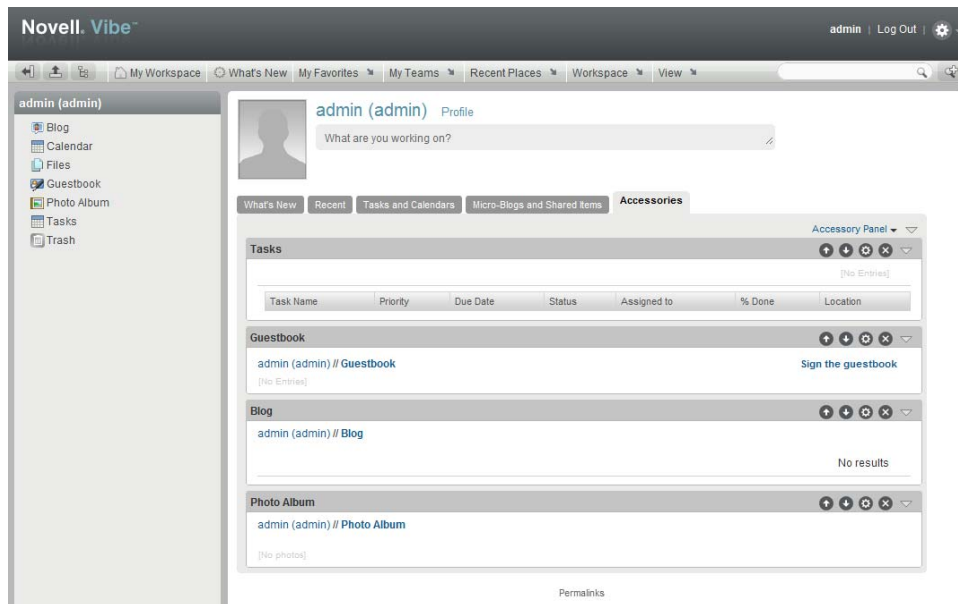 Novell. Vibe
admin | Log Out |
My Workspace What's New My Favorites My Teams Recent Places Workspace View
admin (admin)
Blog
Calendar
Files
Guestbook
Photo Album
Tasks
Trash
admin (admin) Profile
What are you working on?
What's New Recent Tasks and Calendars Micro-Blogs and Shared Items Accessories
Accessory Panel
Tasks
[No Entries]
Task Name Priority Due Date Status Assigned to % Done Location
Guestbook
admin (admin) // Guestbook Sign the guestbook
[No Entries]
Blog
admin (admin) // Blog
No results
Photo Album
admin (admin) // Photo Album
[No photos]
Permalinks